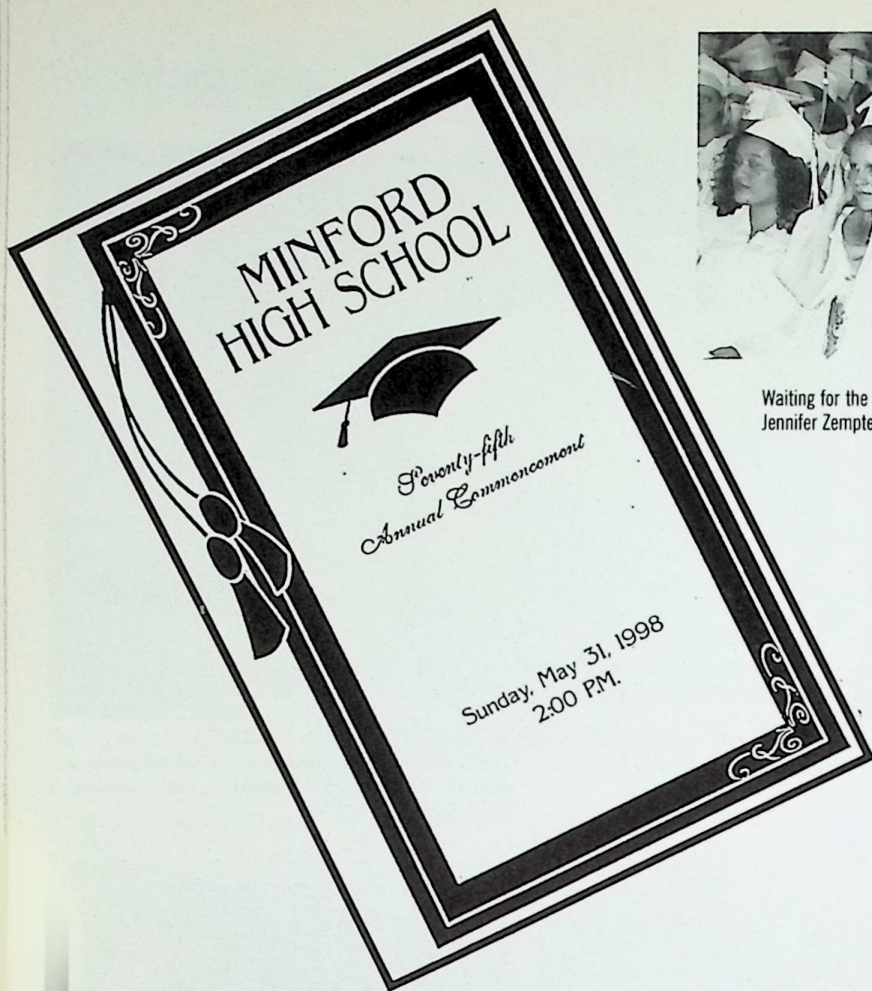 MINFORD
HIGH SCHOOL
Seventy-fifth
Annual Commencement
Sunday, May 31, 1998
2:00 P.M.
Waiting for the
Jennifer Zempte